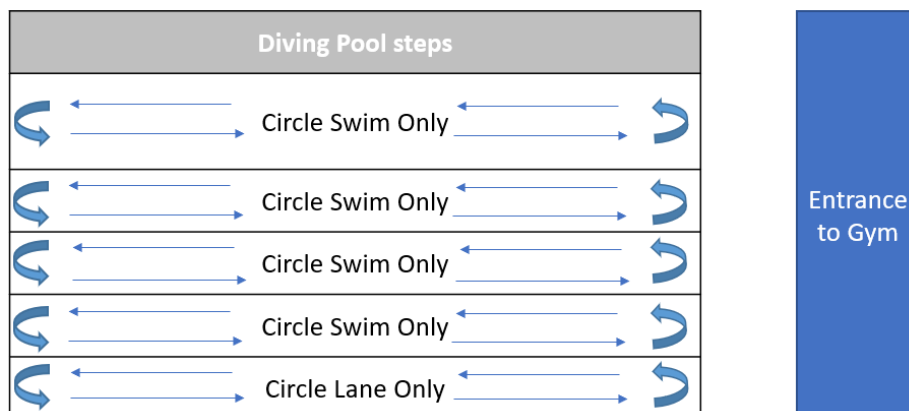 Diving Pool steps
Circle Swim Only
Circle Swim Only
Circle Swim Only
Circle Swim Only
Circle Lane Only
Entrance
to Gym